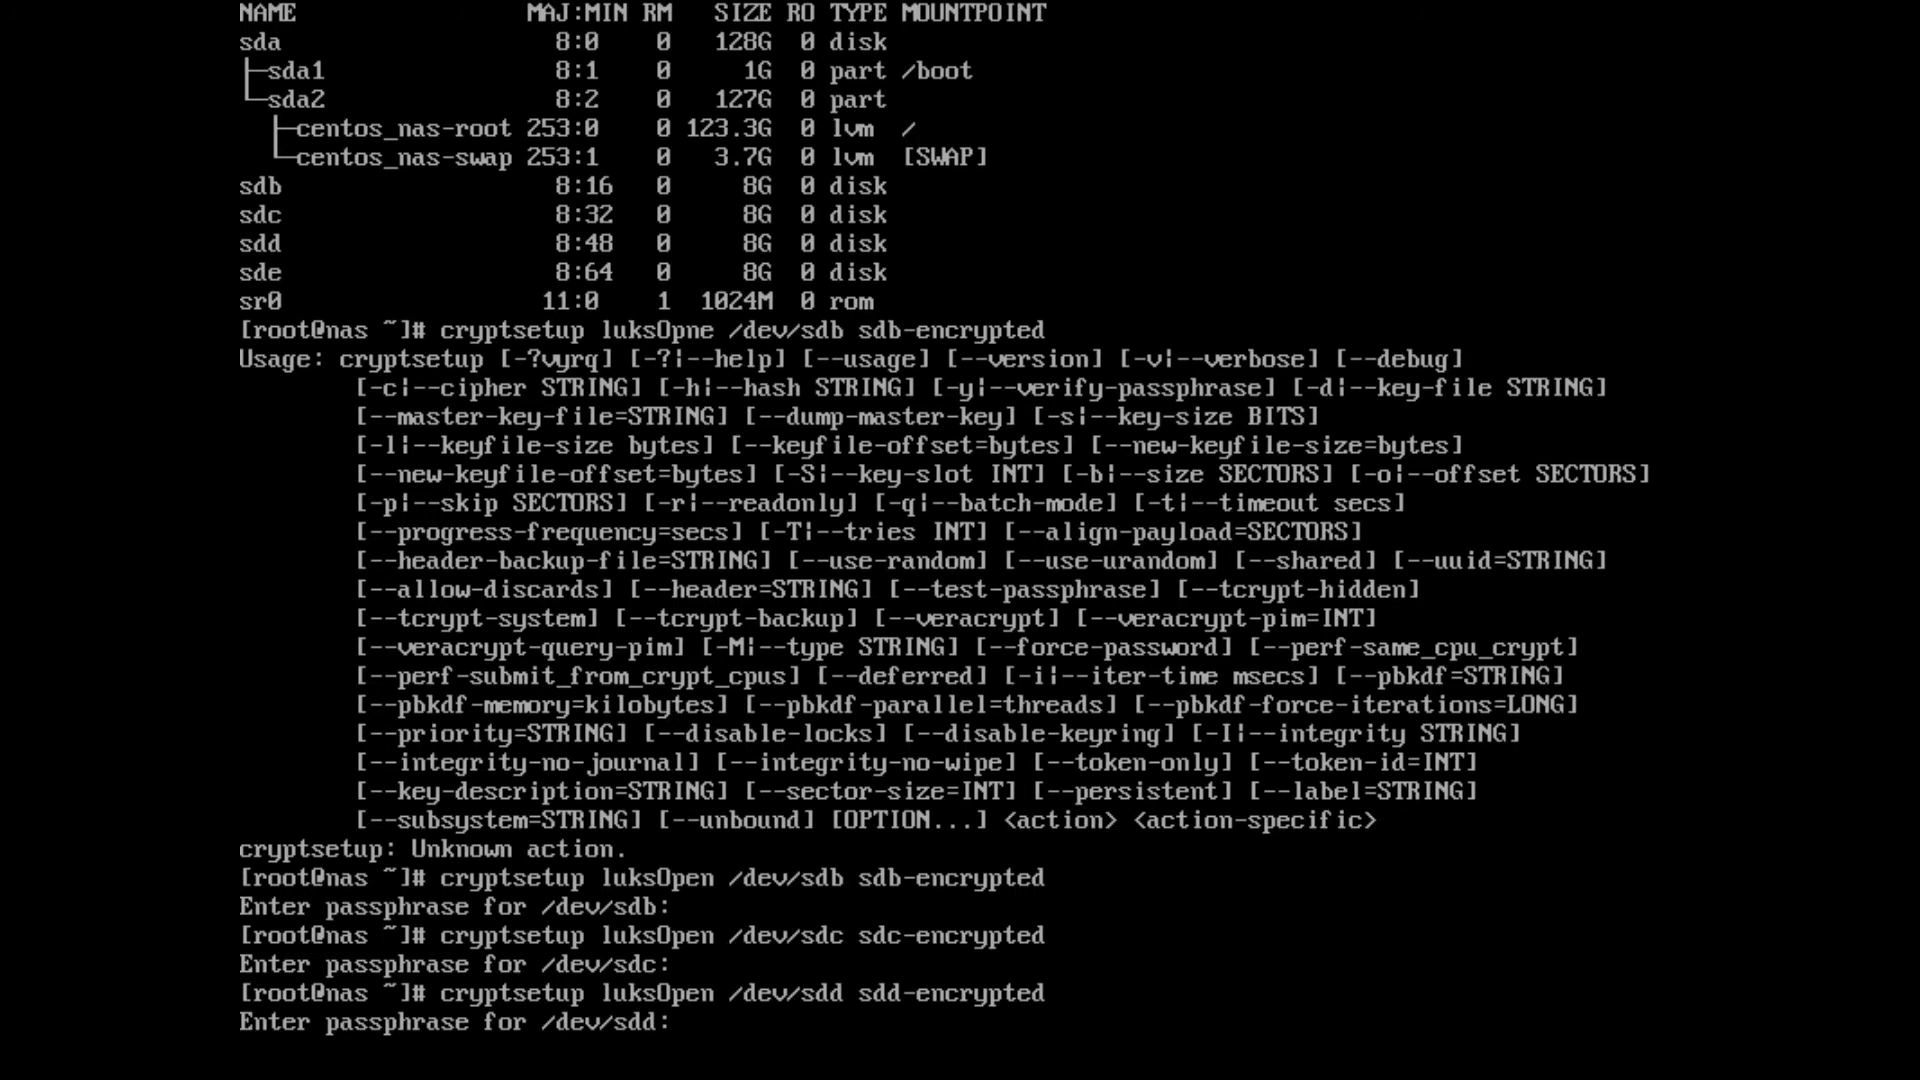 NAME MAJ:MIN RM SIZE RO TYPE MOUNTPOINT
sda 8:0 0 128G 0 disk
├─sda1 8:1 0 1G 0 part /boot
└─sda2 8:2 0 127G 0 part
├─centos_nas-root 253:0 0 123.3G 0 lvm /
└─centos_nas-swap 253:1 0 3.7G 0 lvm [SWAP]
sdb 8:16 0 8G 0 disk
sdc 8:32 0 8G 0 disk
sdd 8:48 0 8G 0 disk
sde 8:64 0 8G 0 disk
sr0 11:0 1 1024M 0 rom
[root@nas ~]# cryptsetup luksOpne /dev/sdb sdb-encrypted
Usage: cryptsetup [-?vyrq] [-?|--help] [--usage] [--version] [-v|--verbose] [--debug]
[-c|--cipher STRING] [-h|--hash STRING] [-y|--verify-passphrase] [-d|--key-file STRING]
[--master-key-file=STRING] [--dump-master-key] [-s|--key-size BITS]
[-l|--keyfile-size bytes] [--keyfile-offset=bytes] [--new-keyfile-size=bytes]
[--new-keyfile-offset=bytes] [-S|--key-slot INT] [-b|--size SECTORS] [-o|--offset SECTORS]
[-p|--skip SECTORS] [-r|--readonly] [-q|--batch-mode] [-t|--timeout secs]
[--progress-frequency=secs] [-T|--tries INT] [--align-payload=SECTORS]
[--header-backup-file=STRING] [--use-random] [--use-urandom] [--shared] [--uuid=STRING]
[--allow-discards] [--header=STRING] [--test-passphrase] [--tcrypt-hidden]
[--tcrypt-system] [--tcrypt-backup] [--veracrypt] [--veracrypt-pim=INT]
[--veracrypt-query-pim] [-M|--type STRING] [--force-password] [--perf-same_cpu_crypt]
[--perf-submit_from_crypt_cpus] [--deferred] [-i|--iter-time msecs] [--pbkdf=STRING]
[--pbkdf-memory=kilobytes] [--pbkdf-parallel=threads] [--pbkdf-force-iterations=LONG]
[--priority=STRING] [--disable-locks] [--disable-keyring] [-I|--integrity STRING]
[--integrity-no-journal] [--integrity-no-wipe] [--token-only] [--token-id=INT]
[--key-description=STRING] [--sector-size=INT] [--persistent] [--label=STRING]
[--subsystem=STRING] [--unbound] [OPTION...] <action> <action-specific>
cryptsetup: Unknown action.
[root@nas ~]# cryptsetup luksOpen /dev/sdb sdb-encrypted
Enter passphrase for /dev/sdb:
[root@nas ~]# cryptsetup luksOpen /dev/sdc sdc-encrypted
Enter passphrase for /dev/sdc:
[root@nas ~]# cryptsetup luksOpen /dev/sdd sdd-encrypted
Enter passphrase for /dev/sdd: